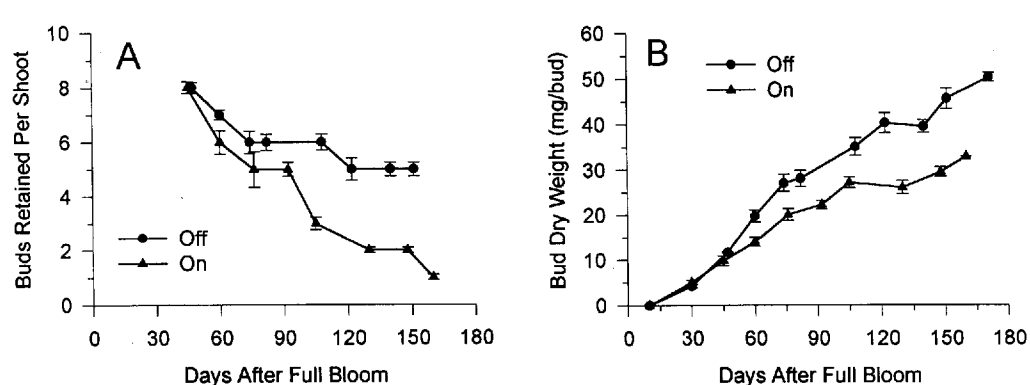 A
Buds Retained Per Shoot
10
8
6
4
2
0
Off
On
0 30 60 90 120 150 180
Days After Full Bloom
B
Bud Dry Weight (mg/bud)
60
50
40
30
20
10
0
Off
On
0 30 60 90 120 150 180
Days After Full Bloom